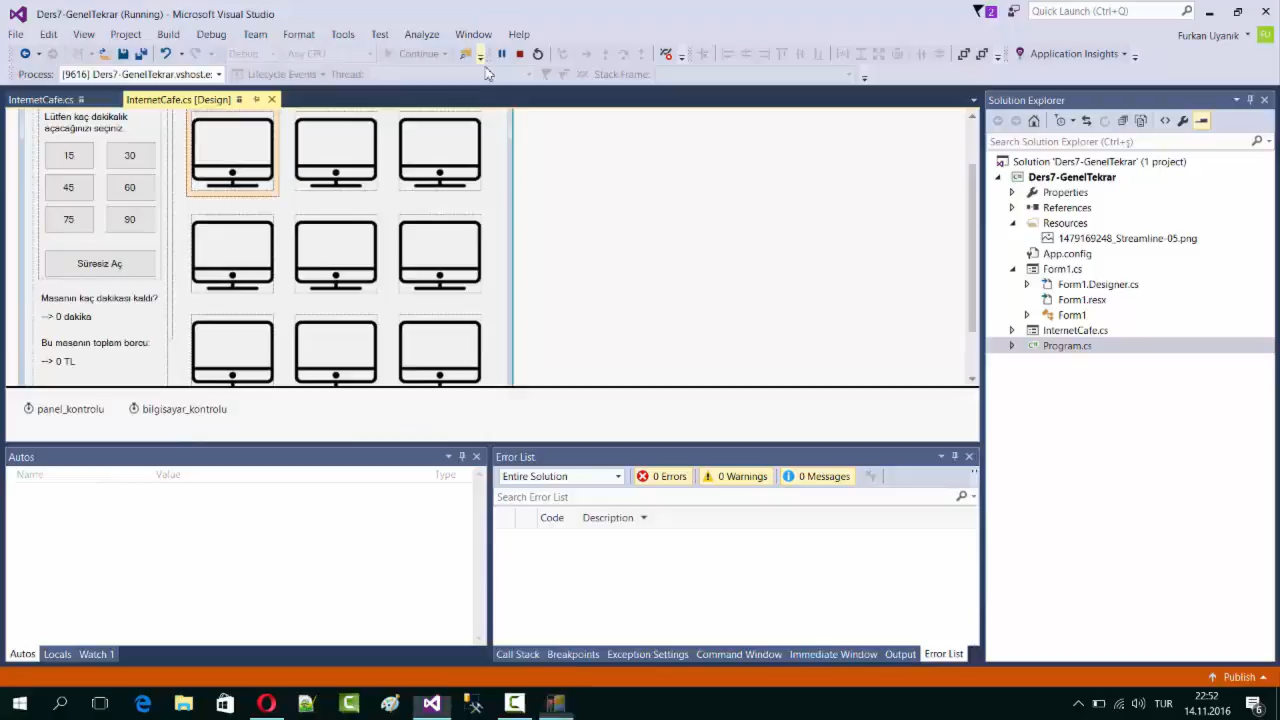 Ders7-GenelTekrar (Running) - Microsoft Visual Studio
2
Quick Launch (Ctrl+Q)
File Edit View Project Build Debug Team Format Tools Test Analyze Window Help
Furkan Uyanik
FU
Debug Any CPU Continue Application Insights
Process: [9616] Ders7-GenelTekrar.vshost.e: Lifecycle Events Thread: Stack Frame:
InternetCafe.cs InternetCafe.cs [Design]
Lütfen kaç dakikalık
açacağınızı seçiniz.
15 30
45 60
75 90
Süresiz Aç
Masanın kaç dakikası kaldı?
--> 0 dakika
Bu masanın toplam borcu:
--> 0 TL
panel_kontrolu bilgisayar_kontrolu
Solution Explorer
Search Solution Explorer (Ctrl+ş)
Solution 'Ders7-GenelTekrar' (1 project)
Ders7-GenelTekrar
Properties
References
Resources
1479169248_Streamline-05.png
App.config
Form1.cs
Form1.Designer.cs
Form1.resx
Form1
InternetCafe.cs
Program.cs
Autos
Name Value Type
Autos Locals Watch 1
Error List
Entire Solution 0 Errors 0 Warnings 0 Messages
Search Error List
Code Description
Call Stack Breakpoints Exception Settings Command Window Immediate Window Output Error List
Publish
TUR
22:52
14.11.2016
6